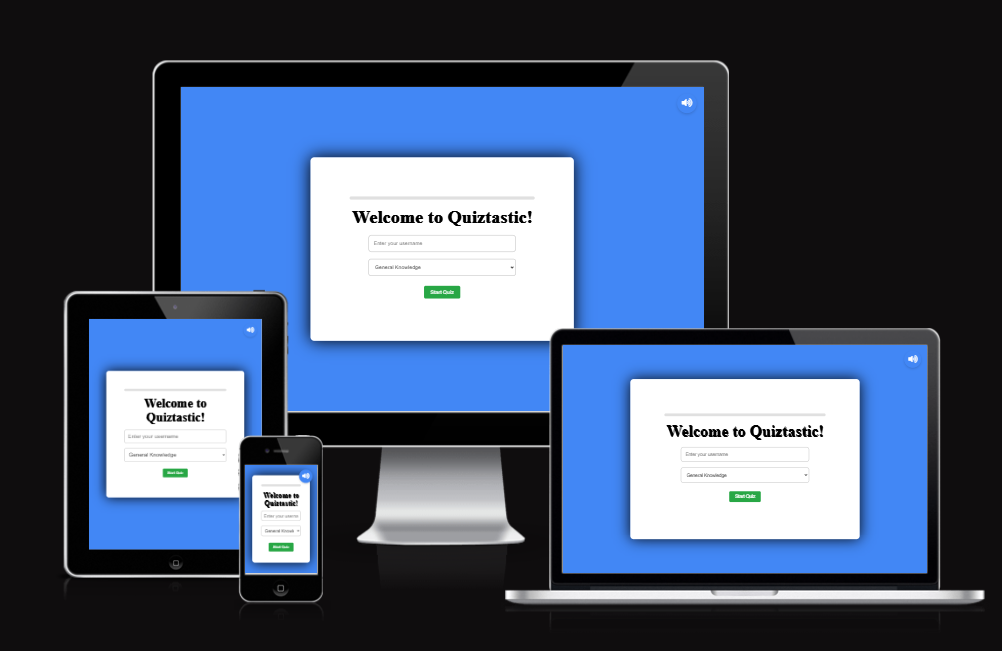 Welcome to Quiztastic!
Enter your username
General Knowledge
Start Quiz
Welcome to
Quiztastic!
Enter your username
General Knowledge
Start Quiz
Welcome to
Quiztastic!
Enter your userna
General Knowl
Start Quiz
Welcome to Quiztastic!
Enter your username
General Knowledge
Start Quiz